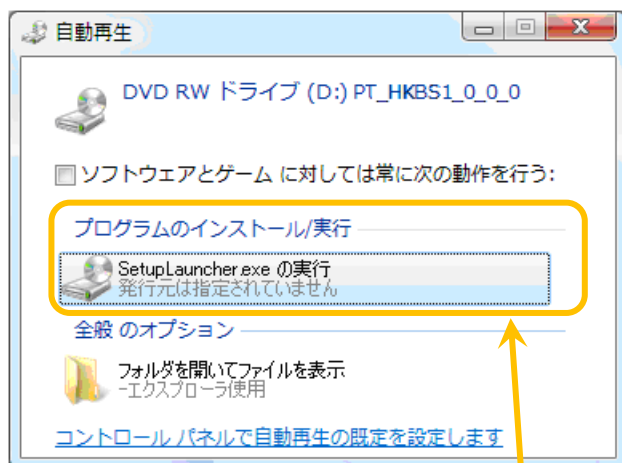 自動再生
DVD RW ドライブ (D:) PT_HKBS1_0_0_0
ソフトウェアとゲーム に対しては常に次の動作を行う:
プログラムのインストール/実行
SetupLauncher.exe の実行
発行元は指定されていません
全般 のオプション
フォルダを開いてファイルを表示
-エクスプローラ使用
コントロール パネルで自動再生の既定を設定します